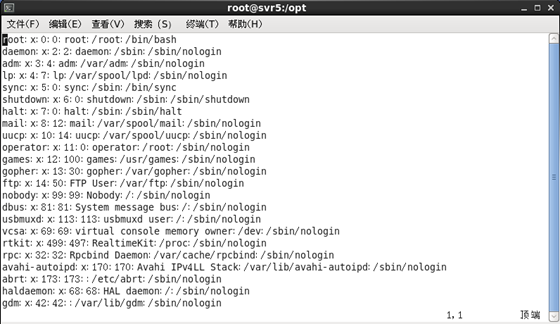 root@svr5:/opt
文件(F) 编辑(E) 查看(V) 搜索 (S) 终端(T) 帮助(H)
root:x:0:0:root:/root:/bin/bash
daemon:x:2:2:daemon:/sbin:/sbin/nologin
adm:x:3:4:adm:/var/adm:/sbin/nologin
lp:x:4:7:lp:/var/spool/lpd:/sbin/nologin
sync:x:5:0:sync:/sbin:/bin/sync
shutdown:x:6:0:shutdown:/sbin:/sbin/shutdown
halt:x:7:0:halt:/sbin:/sbin/halt
mail:x:8:12:mail:/var/spool/mail:/sbin/nologin
uucp:x:10:14:uucp:/var/spool/uucp:/sbin/nologin
operator:x:11:0:operator:/root:/sbin/nologin
games:x:12:100:games:/usr/games:/sbin/nologin
gopher:x:13:30:gopher:/var/gopher:/sbin/nologin
ftp:x:14:50:FTP User:/var/ftp:/sbin/nologin
nobody:x:99:99:Nobody:/:/sbin/nologin
dbus:x:81:81:System message bus:/:/sbin/nologin
usbmuxd:x:113:113:usbmuxd user:/:/sbin/nologin
vcsa:x:69:69:virtual console memory owner:/dev:/sbin/nologin
rtkit:x:499:497:RealtimeKit:/proc:/sbin/nologin
rpc:x:32:32:Rpcbind Daemon:/var/cache/rpcbind:/sbin/nologin
avahi-autoipd:x:170:170:Avahi IPv4LL Stack:/var/lib/avahi-autoipd:/sbin/nologin
abrt:x:173:173::/etc/abrt:/sbin/nologin
haldaemon:x:68:68:HAL daemon:/:/sbin/nologin
gdm:x:42:42::/var/lib/gdm:/sbin/nologin
1,1 顶端